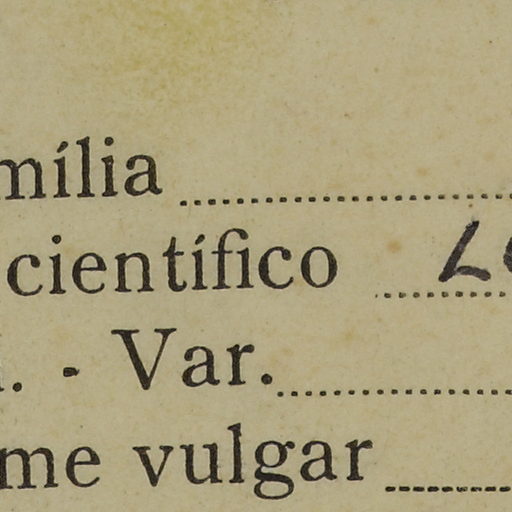 mília
científico
. - Var.
me vulgar